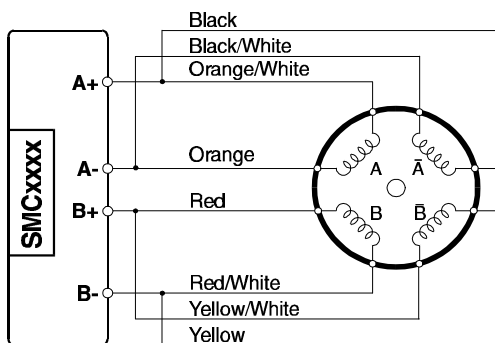 Black
Black/White
Orange/White
A+
Orange
A-
A
Ā
SMCxxxx
B+
Red
B
B̄
B-
Red/White
Yellow/White
Yellow